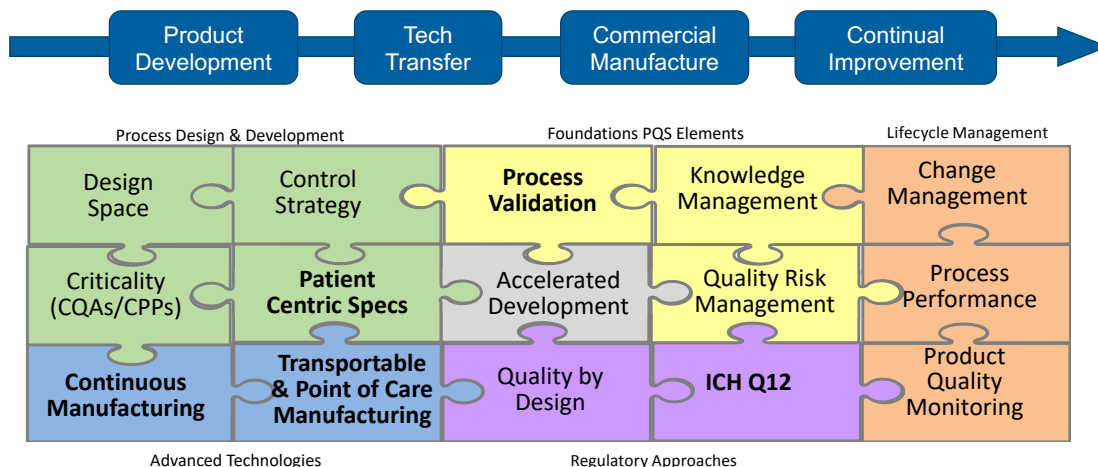 Product
Development
Tech
Transfer
Commercial
Manufacture
Continual
Improvement
Process Design & Development
Foundations PQS Elements
Lifecycle Management
Design
Space
Control
Strategy
Process
Validation
Knowledge
Management
Change
Management
Criticality
(CQAs/CPPs)
Patient
Centric Specs
Accelerated
Development
Quality Risk
Management
Process
Performance
Continuous
Manufacturing
Transportable
& Point of Care
Manufacturing
Quality by
Design
ICH Q12
Product
Quality
Monitoring
Advanced Technologies
Regulatory Approaches